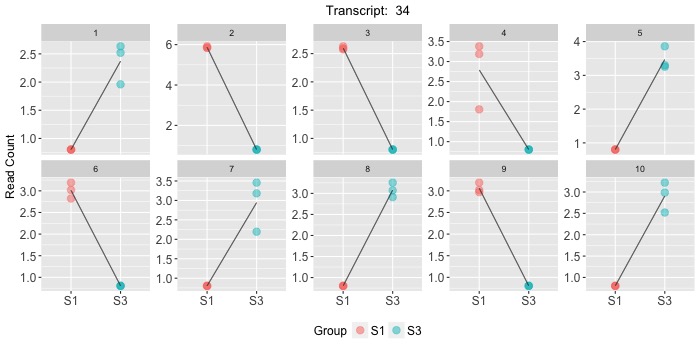 Transcript: 34
1 2 3 4 5
2.5 6 2.5 3.5 4
2.0 4 2.0 3.0 3
1.5 2 1.5 2.5 2
1.0 1.0 2.0 1
1.5
1.0
Read Count
6 7 8 9 10
3.0 3.5 3.0 3.0 3.0
2.5 3.0 2.5 2.5 2.5
2.0 2.5 2.0 2.0 2.0
1.5 2.0 1.5 1.5 1.5
1.0 1.5 1.0 1.0 1.0
1.0
S1 S3 S1 S3 S1 S3 S1 S3 S1 S3
Group S1 S3